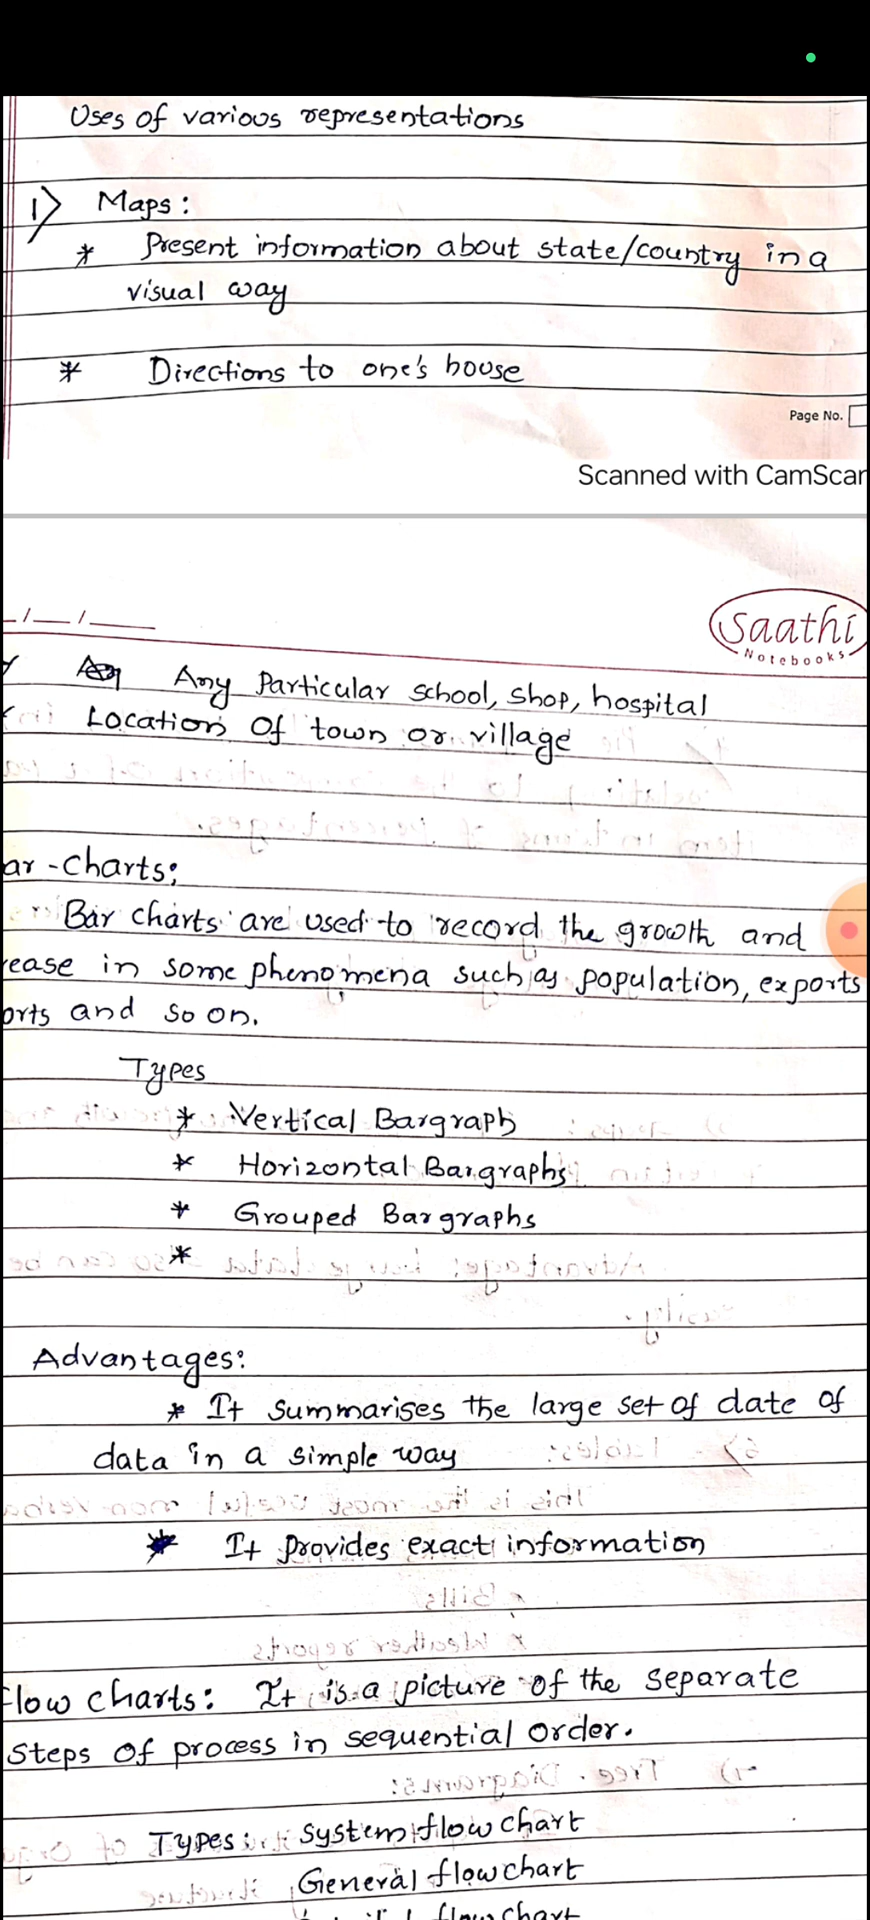 Uses of various representations
1) Maps:
* Present information about state/country in a
visual way
* Directions to one's house
Page No.
Scanned with CamScan
Saathi
Notebooks
Any Particular school, shop, hospital
Location of town or village
ar-Charts:
Bar charts are used to record the growth and
rease in some phenomena such as population, exports
orts and so on.
Types
* Vertical Bargraph
* Horizontal Bargraphs
* Grouped Bargraphs
*
Advantages:
* It summarises the large set of date of
data in a simple way
* It provides exact information
Flow charts: It is a picture of the separate
Steps of process in sequential order.
Types: System flow chart
General flowchart
flow chart